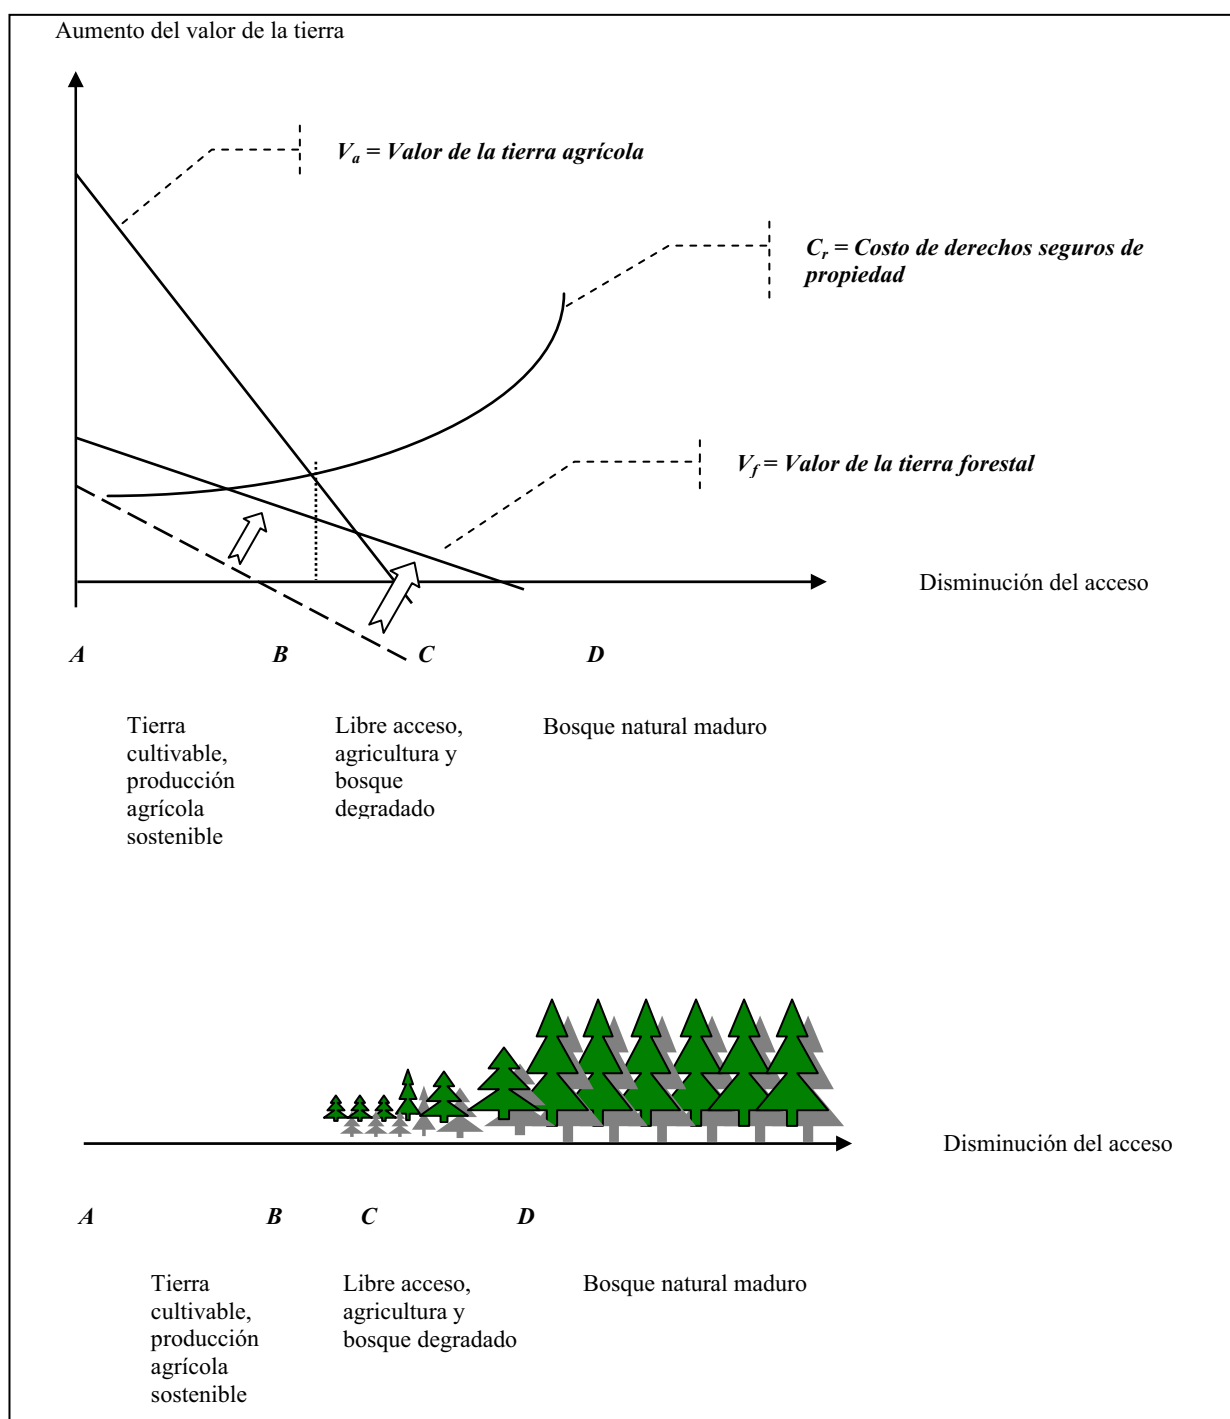 Aumento del valor de la tierra
Va = Valor de la tierra agrícola
Cr = Costo de derechos seguros de
propiedad
Vf = Valor de la tierra forestal
Disminución del acceso
A B C D
Tierra
cultivable,
producción
agrícola
sostenible
Libre acceso,
agricultura y
bosque
degradado
Bosque natural maduro
Disminución del acceso
A B C D
Tierra
cultivable,
producción
agrícola
sostenible
Libre acceso,
agricultura y
bosque degradado
Bosque natural maduro